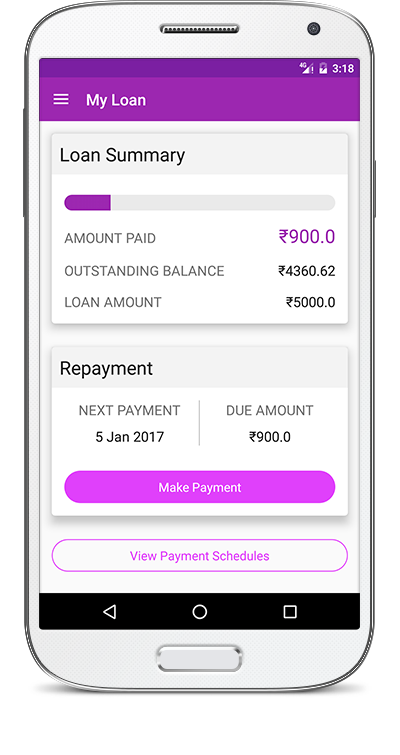 4G 3:18
My Loan
Loan Summary
AMOUNT PAID ₹900.0
OUTSTANDING BALANCE ₹4360.62
LOAN AMOUNT ₹5000.0
Repayment
NEXT PAYMENT DUE AMOUNT
5 Jan 2017 ₹900.0
Make Payment
View Payment Schedules